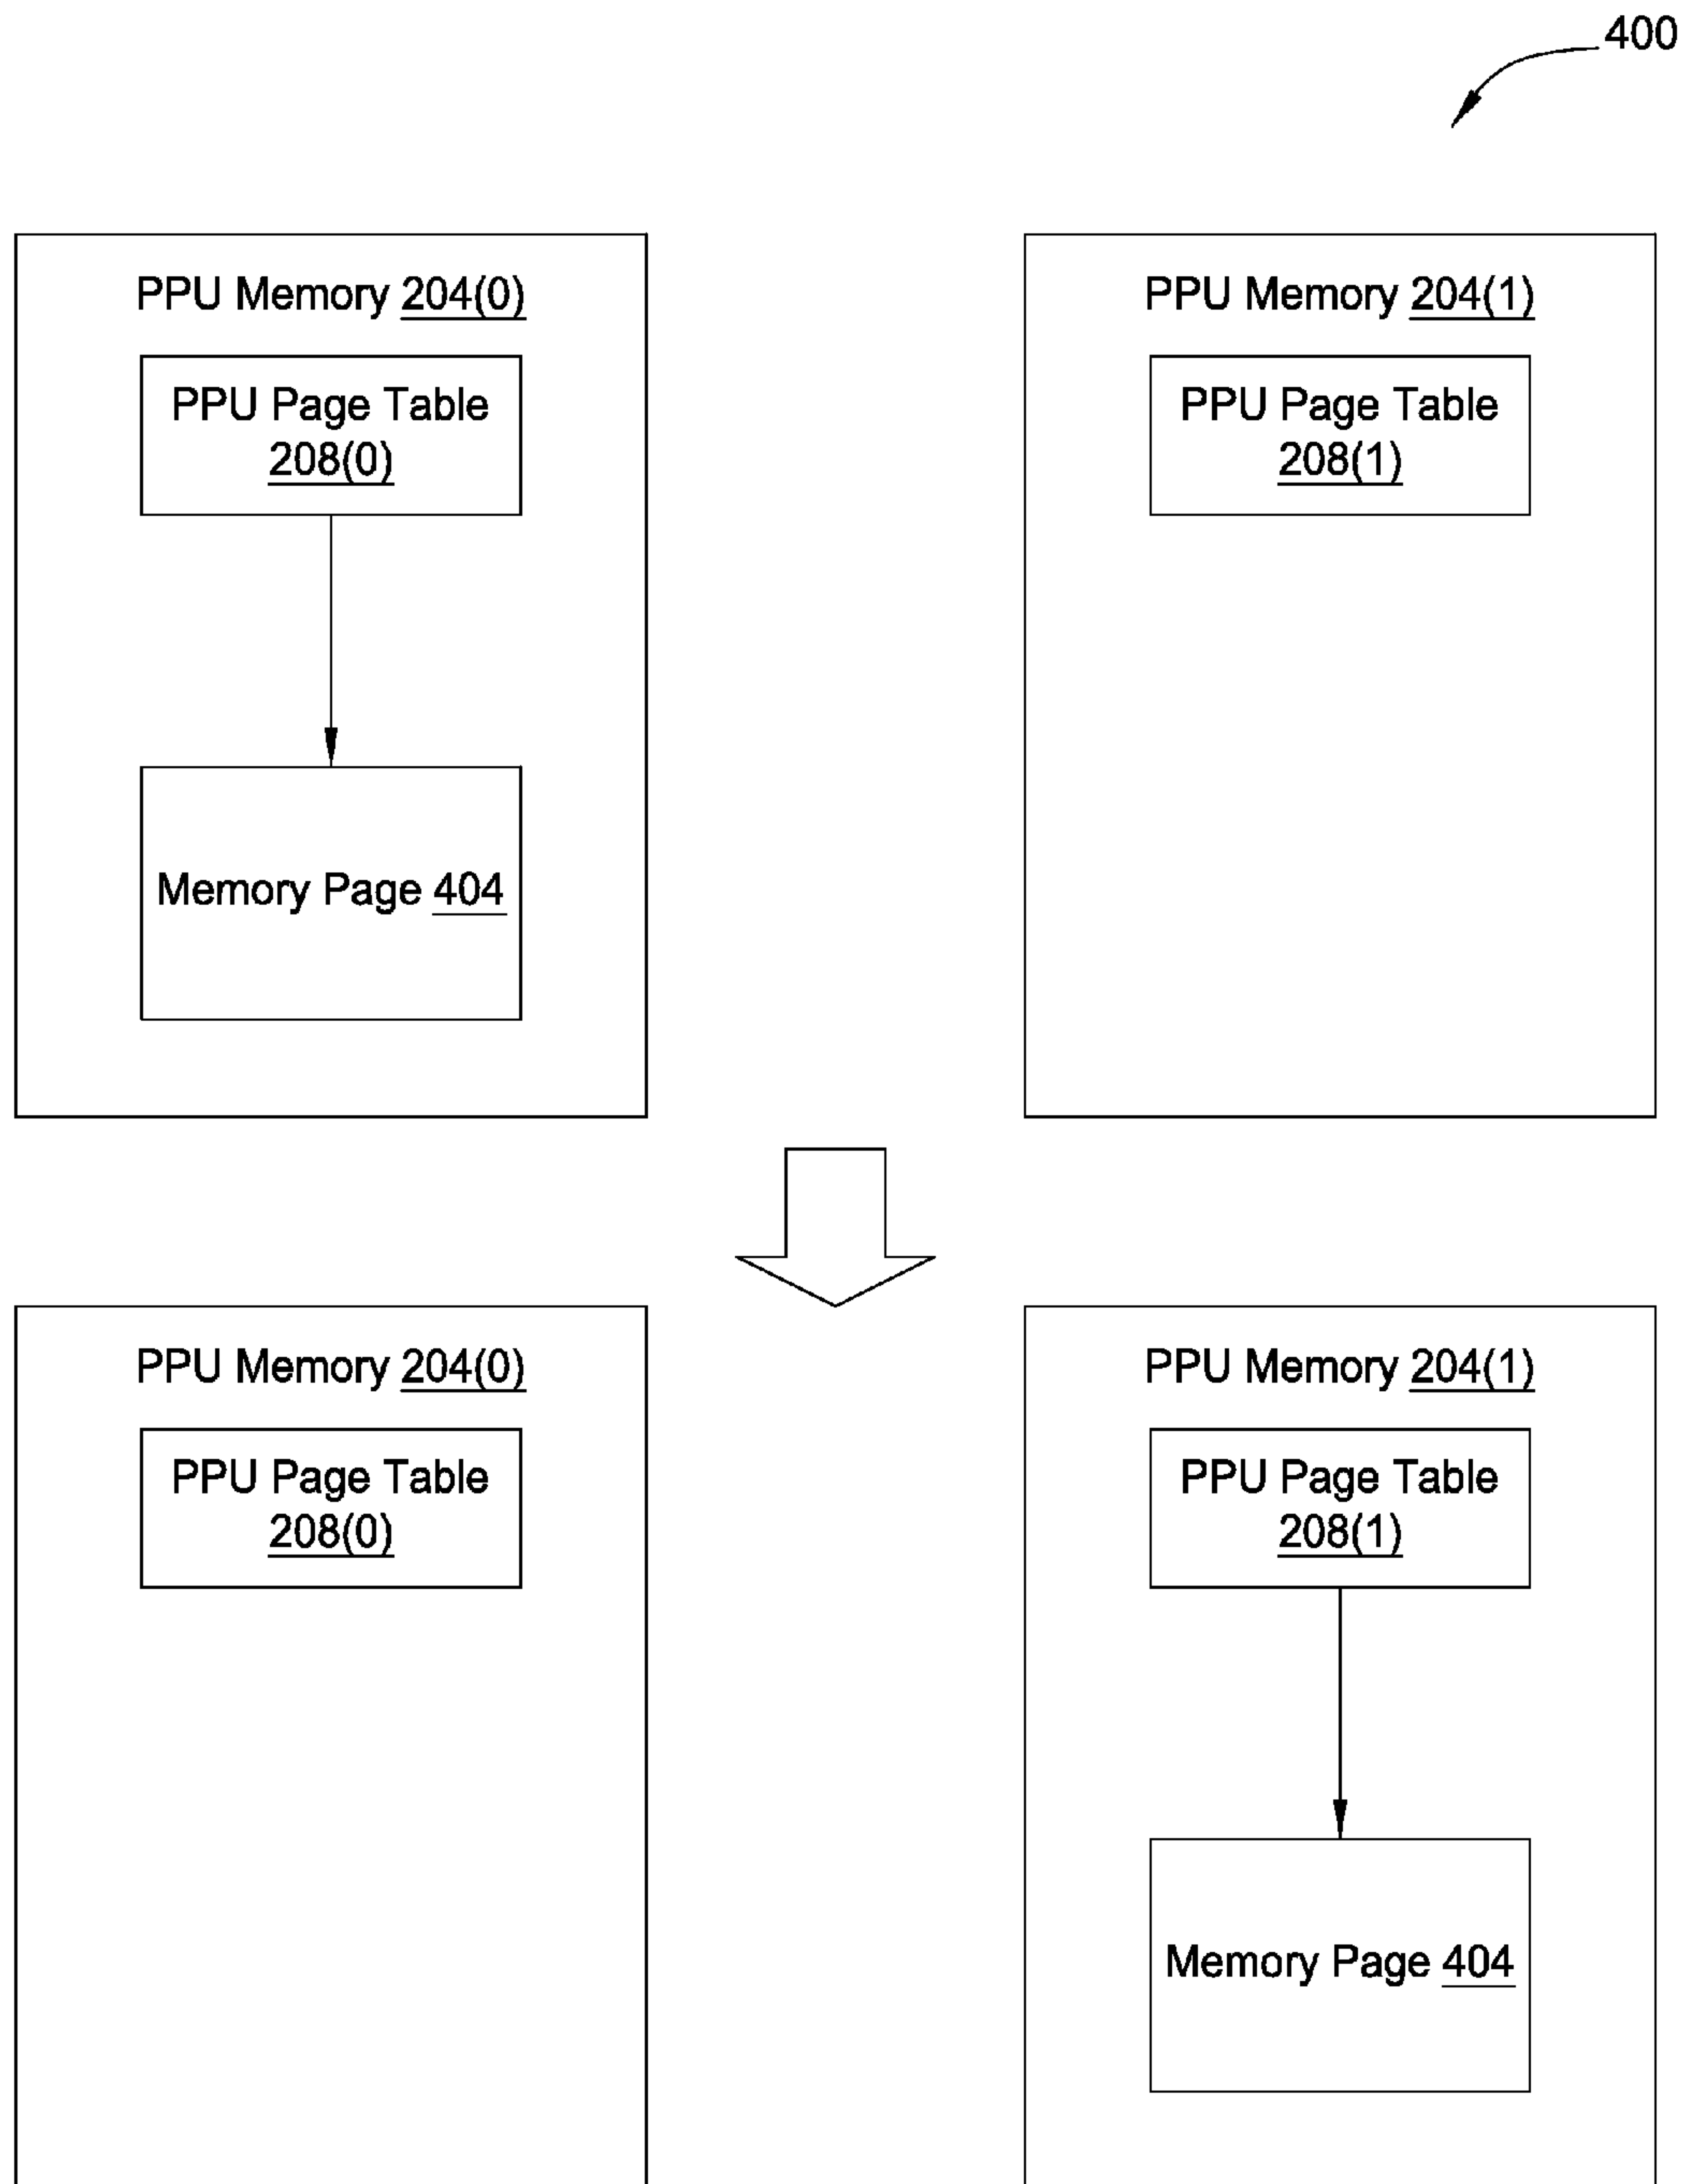 400
PPU Memory 204(0)
PPU Page Table
208(0)
Memory Page 404
PPU Memory 204(1)
PPU Page Table
208(1)
PPU Memory 204(0)
PPU Page Table
208(0)
PPU Memory 204(1)
PPU Page Table
208(1)
Memory Page 404